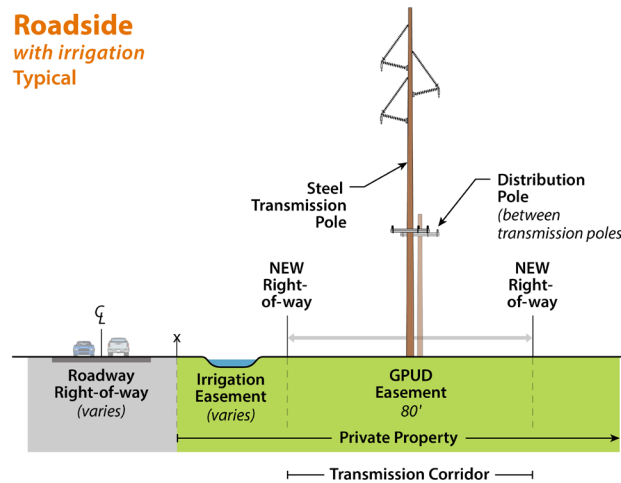 Roadside
with irrigation
Typical
Steel
Transmission
Pole
Distribution
Pole
(between
transmission poles
NEW
Right-
of-way
NEW
Right-
of-way
℄
x
Roadway
Right-of-way
(varies)
Irrigation
Easement
(varies)
GPUD
Easement
80'
Private Property
Transmission Corridor